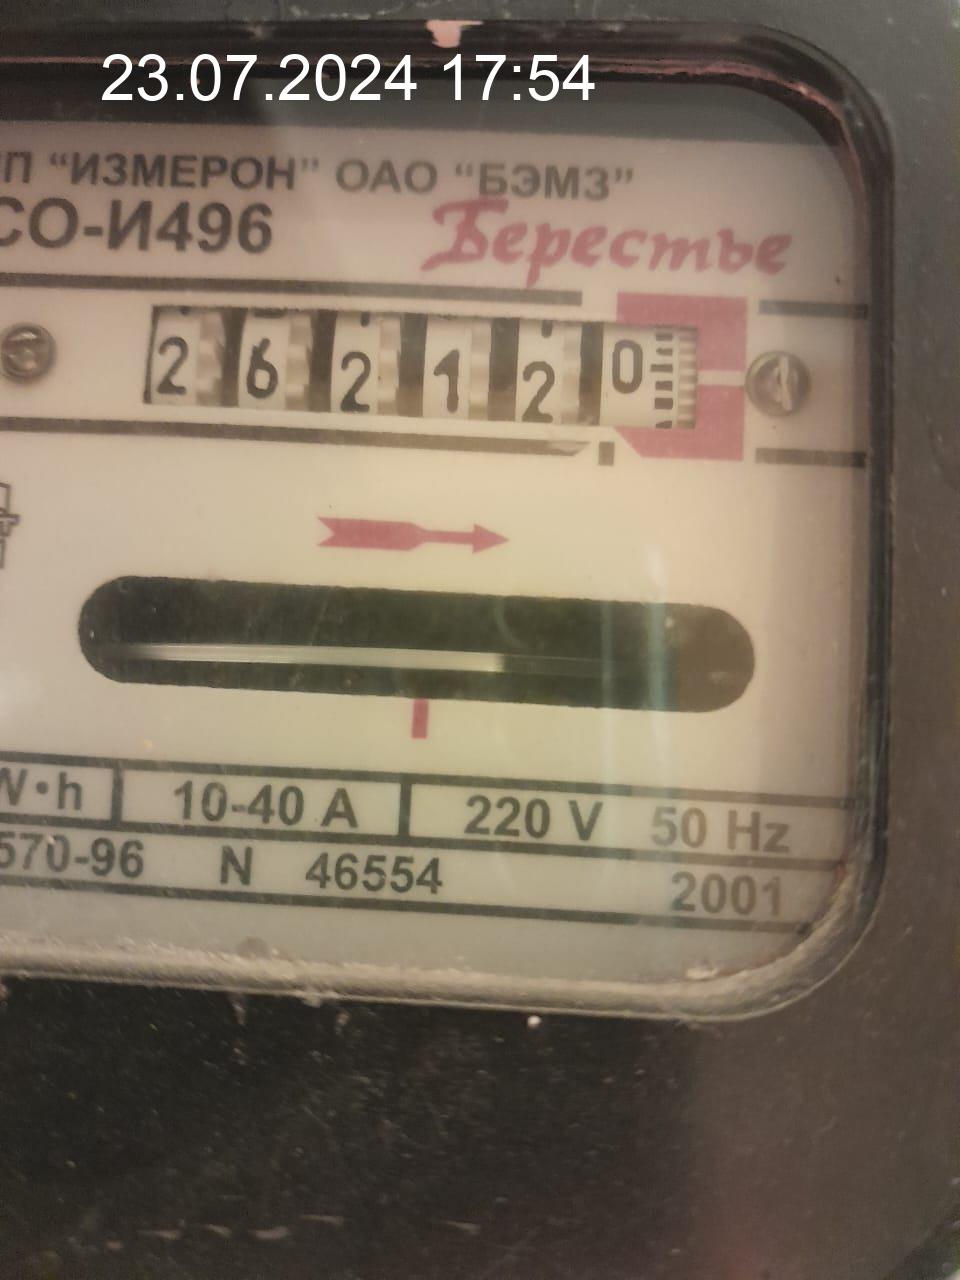 23.07.2024 17:54
П “ИЗМЕРОН” ОАО “БЭМЗ”
СО-И496
Берестье
2 6 2 1 2 0
W·h 10-40 A 220 V 50 Hz
570-96 N 46554 2001